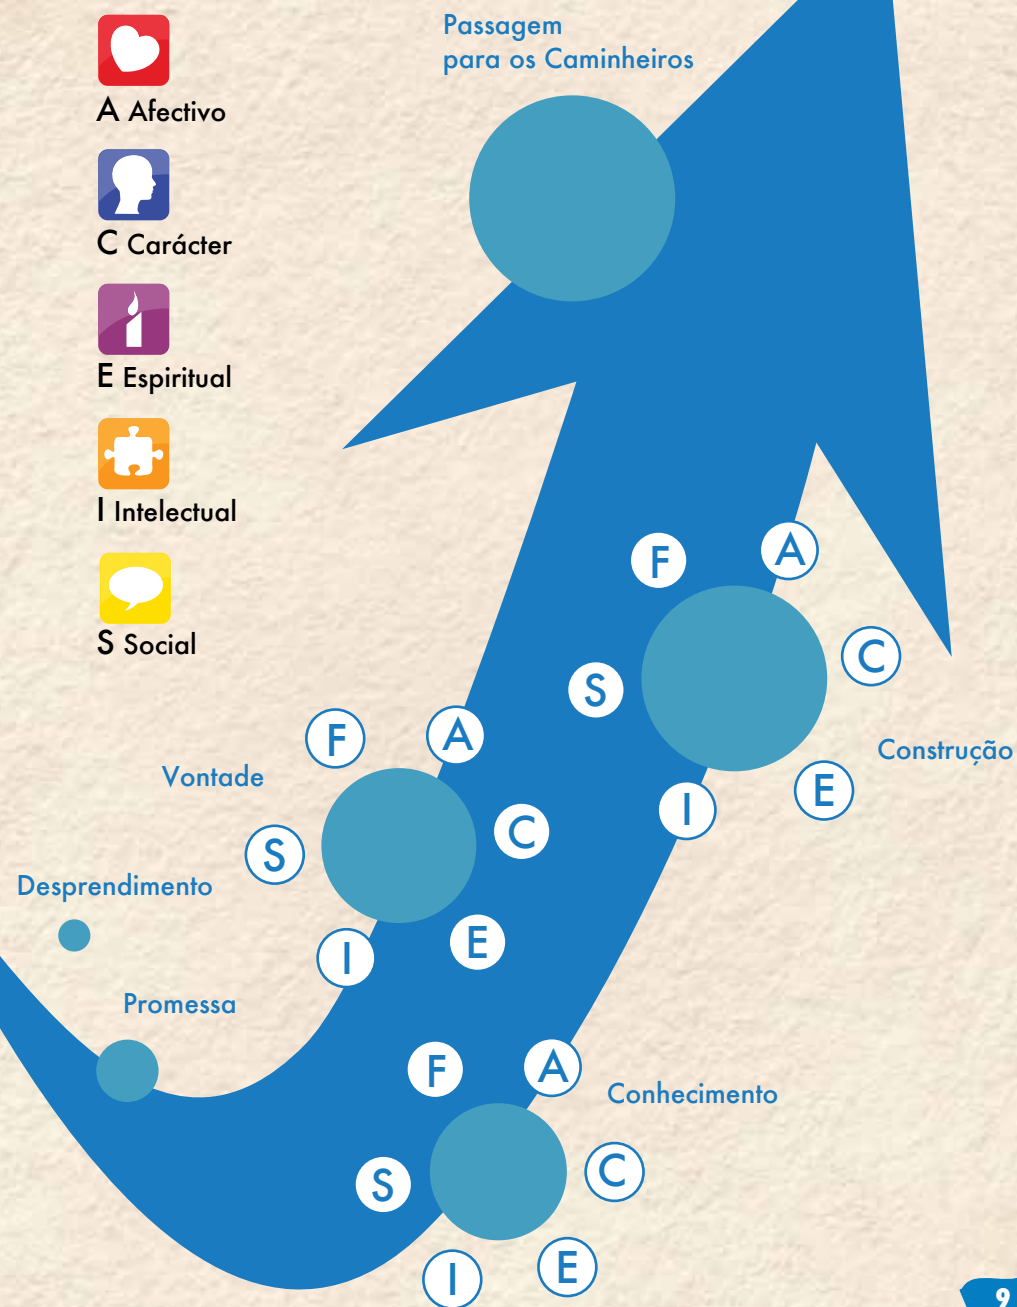 Passagem
para os Caminheiros
A Afectivo
C Carácter
E Espiritual
I Intelectual
S Social
F
A
S
C
Construção
I
E
F
A
Vontade
S
C
I
E
Desprendimento
Promessa
F
A
Conhecimento
S
C
I
E
9